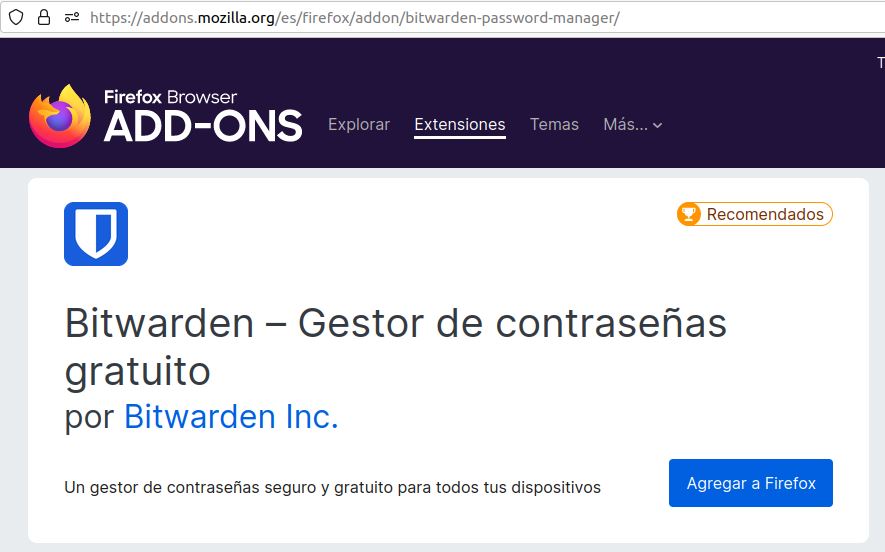 https://addons.mozilla.org/es/firefox/addon/bitwarden-password-manager/
T
Firefox Browser
ADD-ONS
Explorar
Extensiones
Temas
Más...
Recomendados
Bitwarden – Gestor de contraseñas
gratuito
por Bitwarden Inc.
Un gestor de contraseñas seguro y gratuito para todos tus dispositivos
Agregar a Firefox